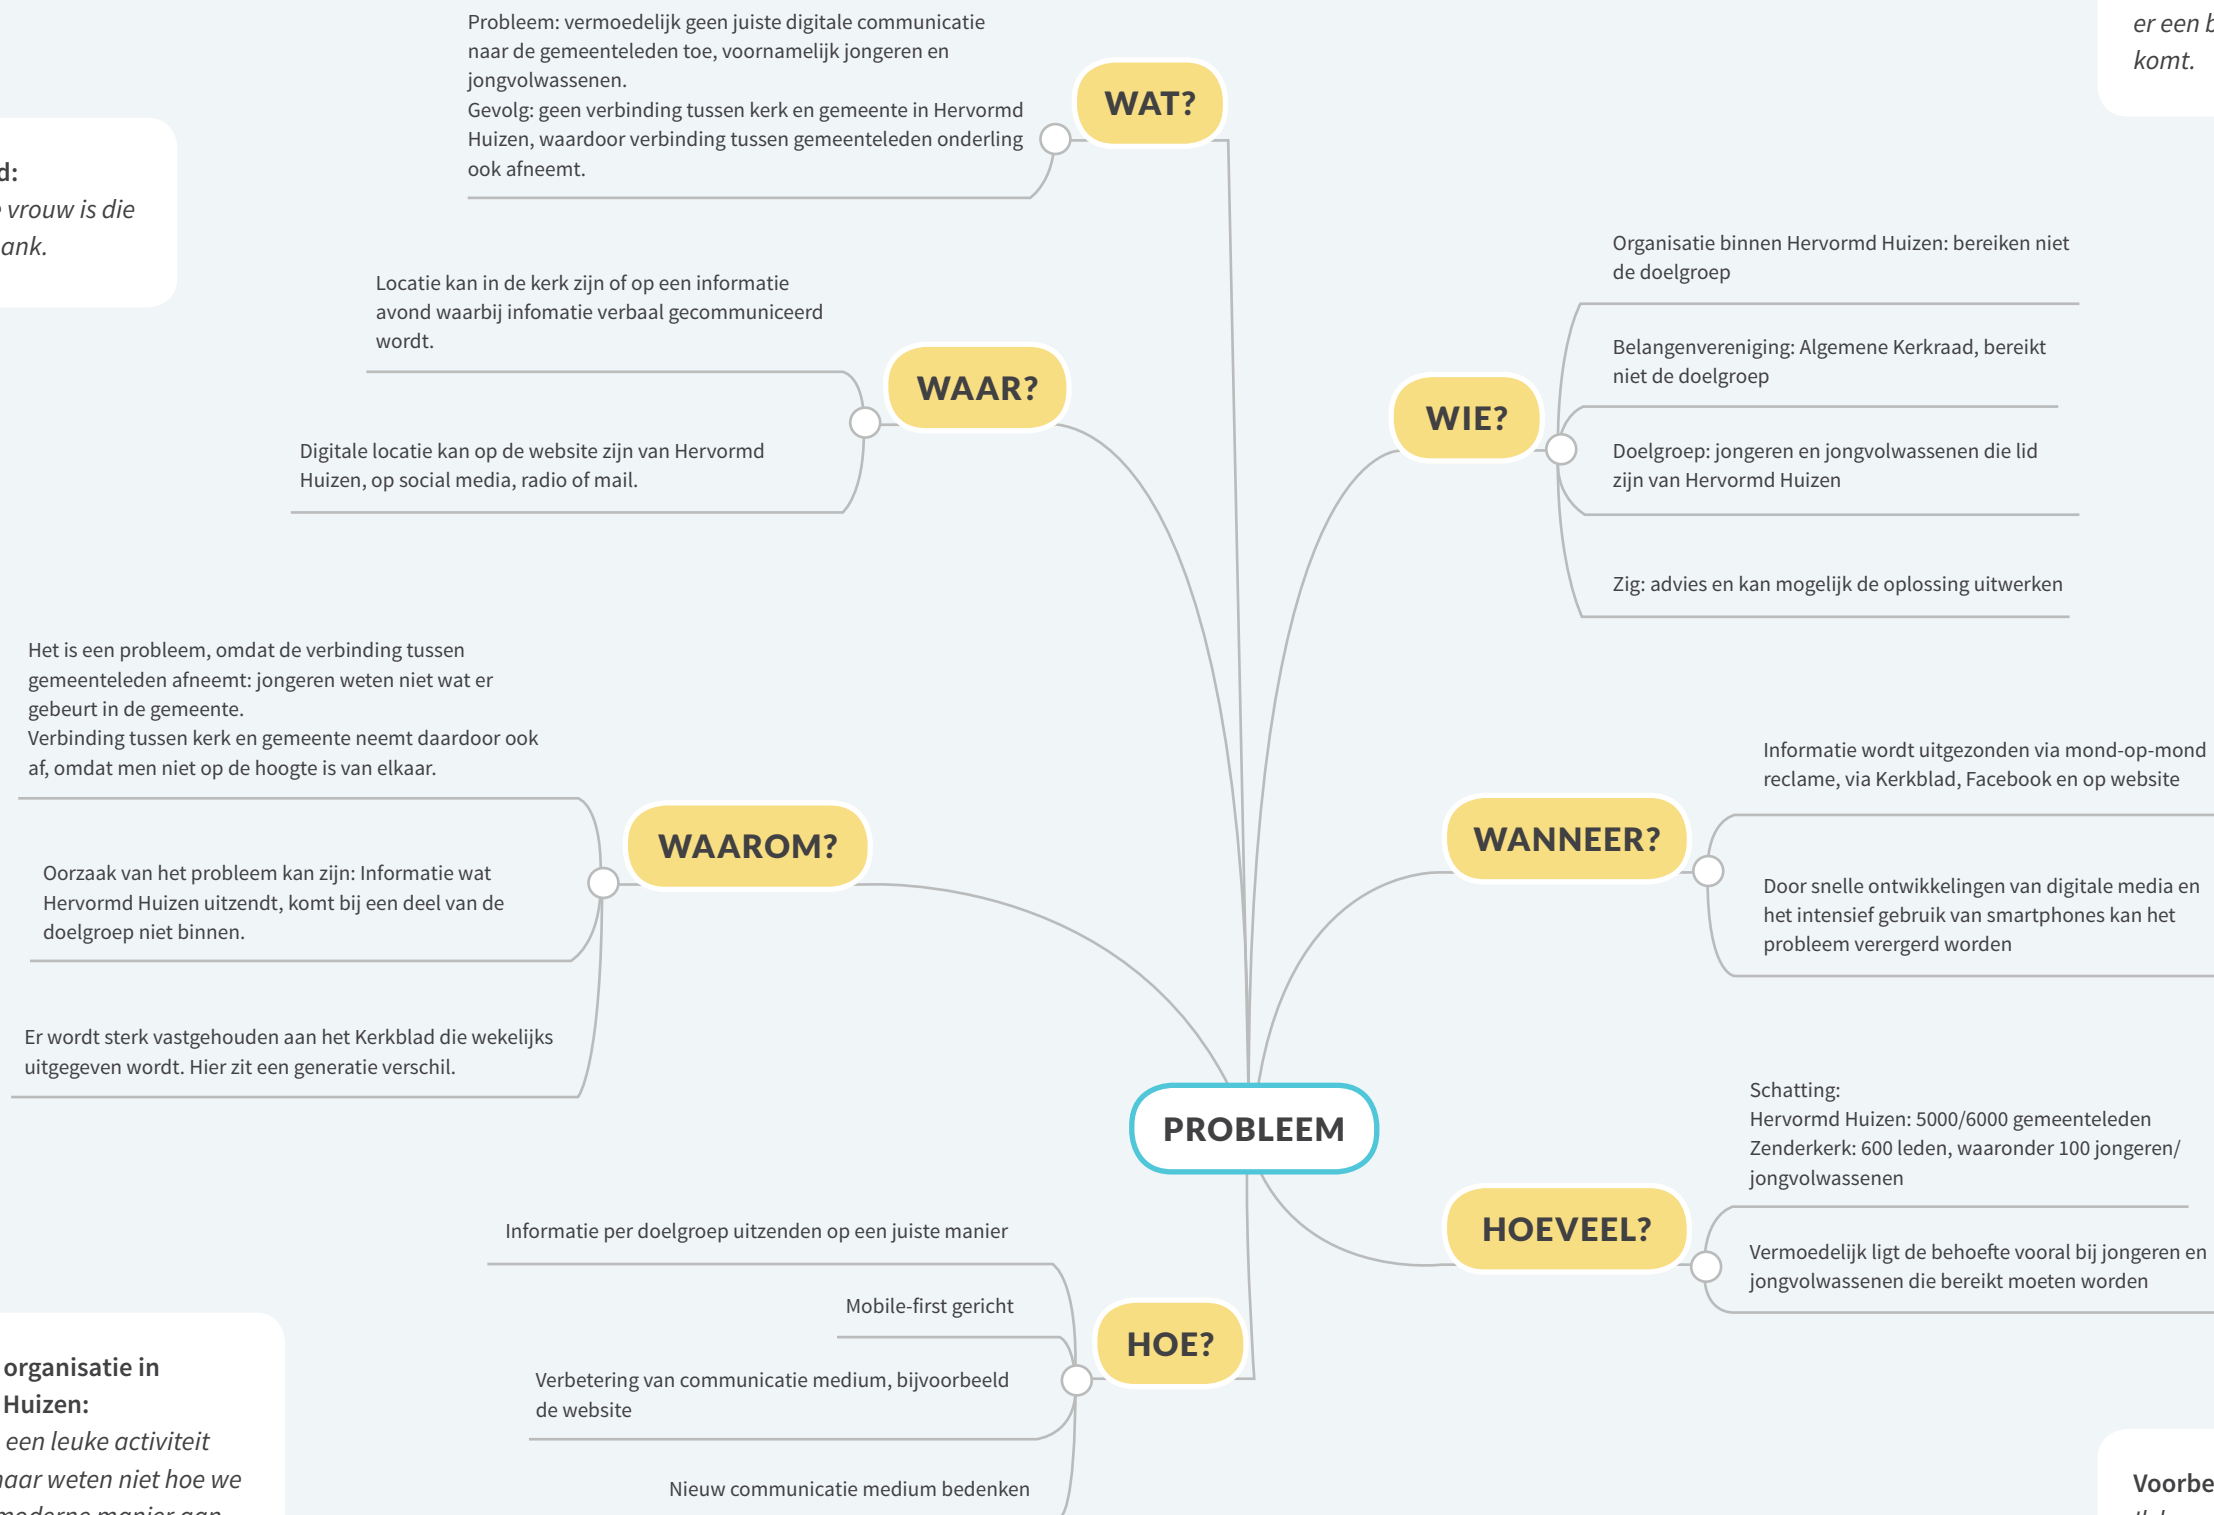 Probleem: vermoedelijk geen juiste digitale communicatie
naar de gemeenteleden toe, voornamelijk jongeren en
jongvolwassenen.
Gevolg: geen verbinding tussen kerk en gemeente in Hervormd
Huizen, waardoor verbinding tussen gemeenteleden onderling
ook afneemt.
WAT?
er een
komt.
vrouw is die
Locatie kan in de kerk zijn of op een informatie
avond waarbij infomatie verbaal gecommuniceerd
wordt.
Digitale locatie kan op de website zijn van Hervormd
Huizen, op social media, radio of mail.
WAAR?
Organisatie binnen Hervormd Huizen: bereiken niet
de doelgroep
Belangenvereniging: Algemene Kerkraad, bereikt
niet de doelgroep
Doelgroep: jongeren en jongvolwassenen die lid
zijn van Hervormd Huizen
Zig: advies en kan mogelijk de oplossing uitwerken
WIE?
Het is een probleem, omdat de verbinding tussen
gemeenteleden afneemt: jongeren weten niet wat er
gebeurt in de gemeente.
Verbinding tussen kerk en gemeente neemt daardoor ook
af, omdat men niet op de hoogte is van elkaar.
Oorzaak van het probleem kan zijn: Informatie wat
Hervormd Huizen uitzendt, komt bij een deel van de
doelgroep niet binnen.
Er wordt sterk vastgehouden aan het Kerkblad die wekelijks
uitgegeven wordt. Hier zit een generatie verschil.
WAAROM?
Informatie wordt uitgezonden via mond-op-mond
reclame, via Kerkblad, Facebook en op website
Door snelle ontwikkelingen van digitale media en
het intensief gebruik van smartphones kan het
probleem verergerd worden
WANNEER?
PROBLEEM
Schatting:
Hervormd Huizen: 5000/6000 gemeenteleden
Zenderkerk: 600 leden, waaronder 100 jongeren/
jongvolwassenen
Vermoedelijk ligt de behoefte vooral bij jongeren en
jongvolwassenen die bereikt moeten worden
HOEVEEL?
Informatie per doelgroep uitzenden op een juiste manier
Mobile-first gericht
Verbetering van communicatie medium, bijvoorbeeld
de website
Nieuw communicatie medium bedenken
HOE?
organisatie in
Huizen:
een leuke activiteit
weten niet hoe we
moderne manier aan